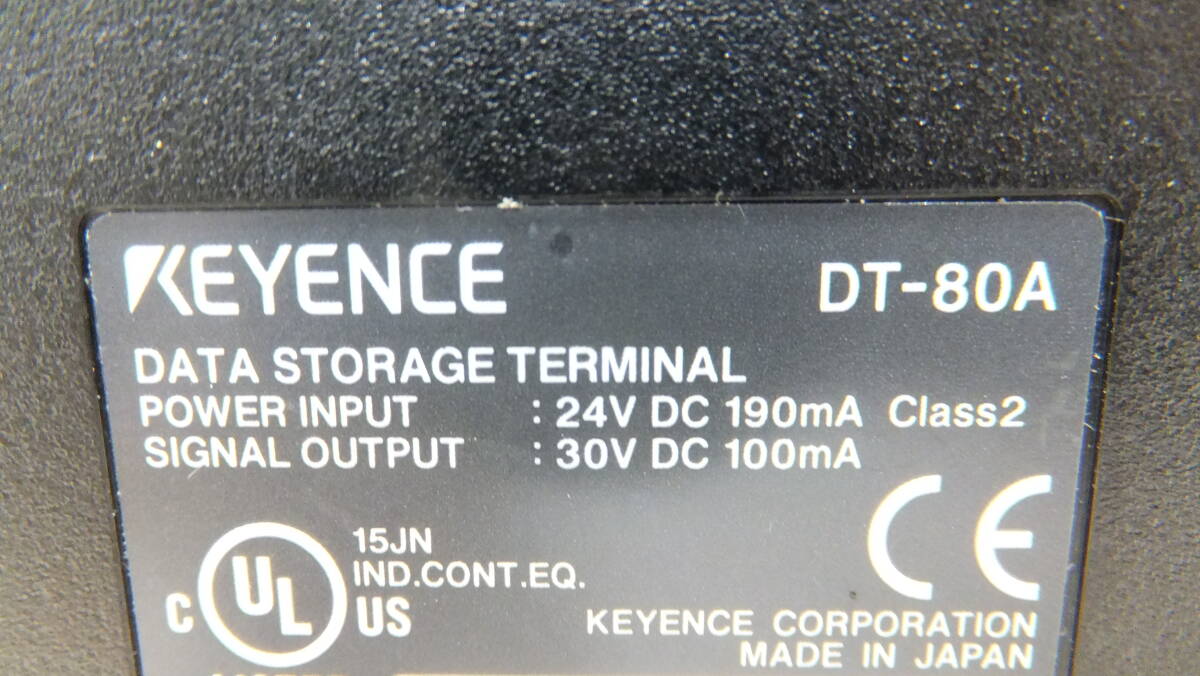 KEYENCE DT-80A
DATA STORAGE TERMINAL
POWER INPUT : 24V DC 190mA Class2
SIGNAL OUTPUT : 30V DC 100mA
CE
15JN
IND.CONT.EQ.
C UL US
KEYENCE CORPORATION
MADE IN JAPAN